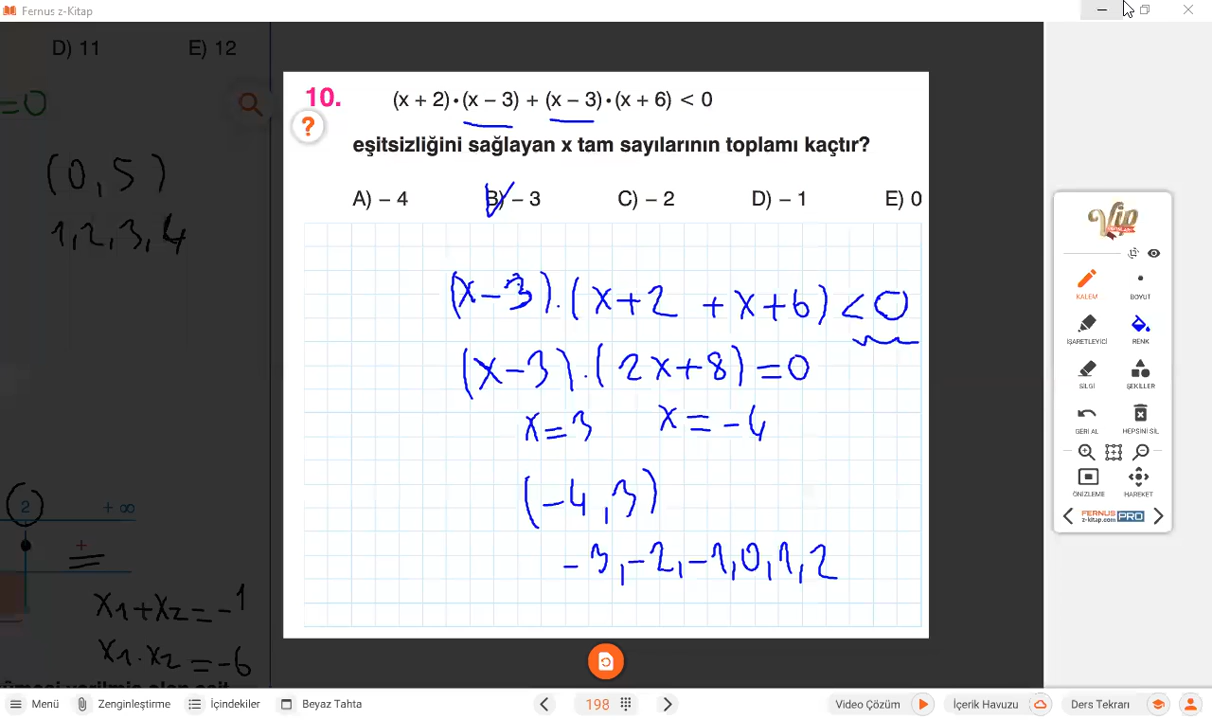 Fernus z-Kitap
D) 11 E) 12
=0
(0,5)
1,2,3,4
2 + ∞
+
=
x1+x2=-1
x1.x2=-6
10. (x + 2)•(x – 3) + (x – 3)•(x + 6) < 0
?
eşitsizliğini sağlayan x tam sayılarının toplamı kaçtır?
A) – 4 B) – 3 C) – 2 D) – 1 E) 0
(x-3).(x+2 +x+6)<0
(x-3).(2x+8)=0
x=3 x=-4
(-4,3)
-3,-2,-1,0,1,2
Vip
KALEM BOYUT
İŞARETLEYİCİ RENK
SİLGİ ŞEKİLLER
GERİ AL HEPSİNİ SİL
ÖNİZLEME HAREKET
FERNUS
z-kitap.com PRO
Menü Zenginleştirme İçindekiler Beyaz Tahta 198 Video Çözüm İçerik Havuzu Ders Tekrarı